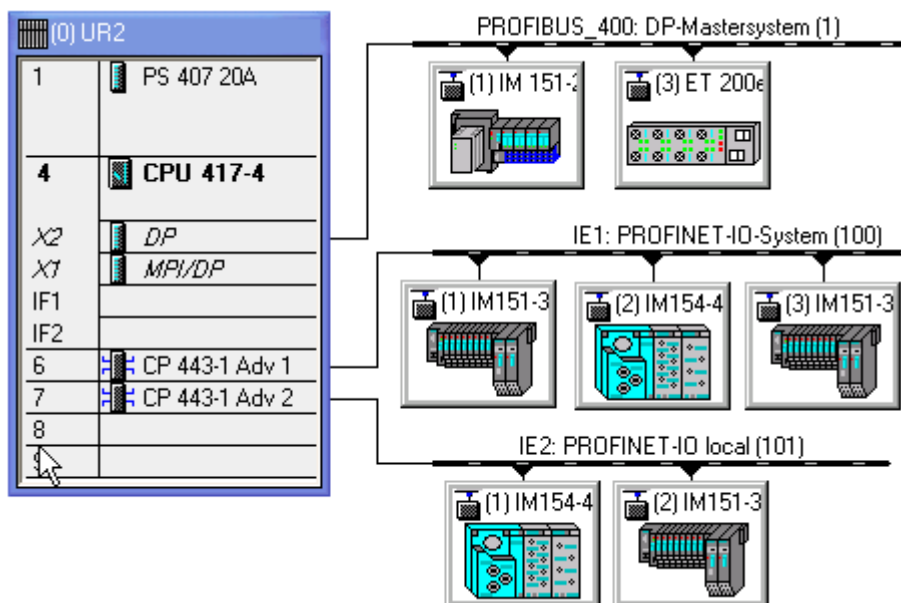 (0) UR2
1 PS 407 20A
4 CPU 417-4
X2 DP
X1 MPI/DP
IF1
IF2
6 CP 443-1 Adv 1
7 CP 443-1 Adv 2
8
PROFIBUS_400: DP-Mastersystem (1)
(1) IM 151-2
(3) ET 200e
IE1: PROFINET-IO-System (100)
(1) IM151-3
(2) IM154-4
(3) IM151-3
IE2: PROFINET-IO local (101)
(1) IM154-4
(2) IM151-3